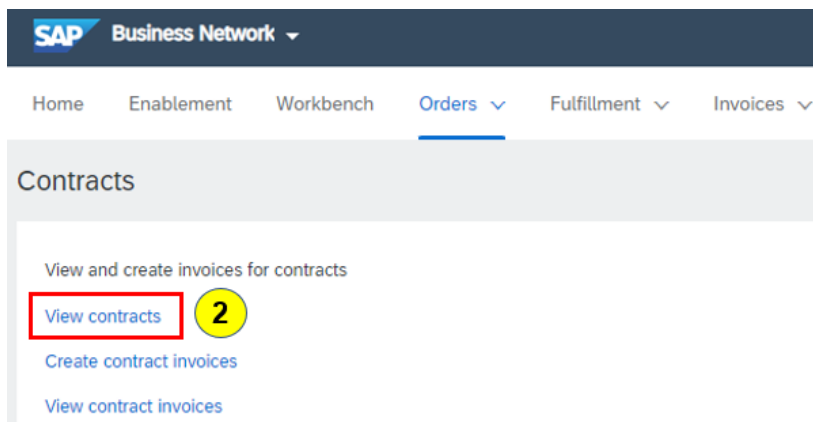 SAP Business Network
Home Enablement Workbench Orders Fulfillment Invoices
Contracts
View and create invoices for contracts
View contracts 2
Create contract invoices
View contract invoices